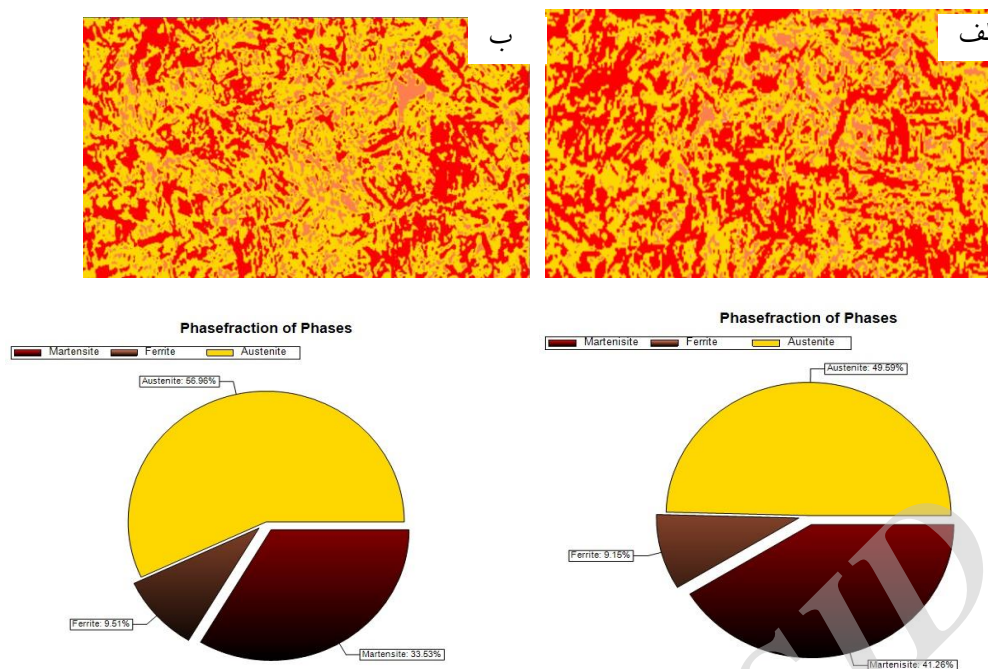 ب
لف
Phasefraction of Phases
Martensite Ferrite Austenite
Austenite: 56.96%
Ferrite: 9.51%
Martensite: 33.53%
Phasefraction of Phases
Martenisite Ferrite Austenite
Austenite: 49.59%
Ferrite: 9.15%
Martenisite: 41.26%